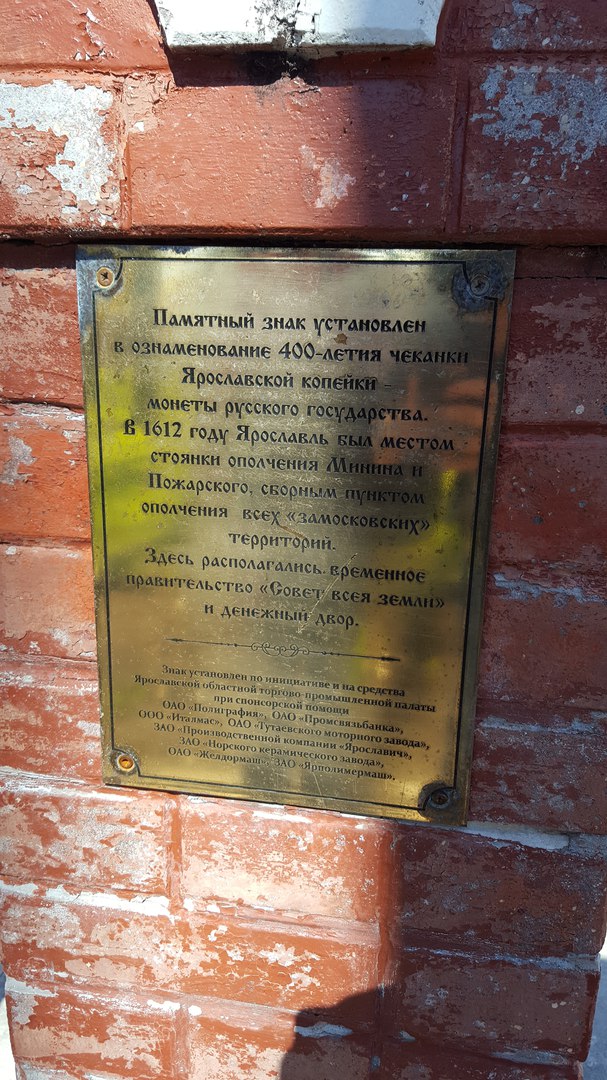 Памятный знак установлен
в ознаменование 400-летия чеканки
Ярославской копейки -
монеты русского государства.
В 1612 году Ярославль был местом
стоянки ополчения Минина и
Пожарского, сборным пунктом
ополчения всех «замосковских»
территорий.
Здесь располагались временное
правительство «Совет всея земли»
и денежный двор.
Знак установлен по инициативе и на средства
Ярославской областной торгово-промышленной палаты
при спонсорской помощи
ОАО «Полиграфия», ОАО «Промсвязьбанка»,
ООО «Италмас», ОАО «Тутаевского моторного завода»,
ЗАО «Производственной компании «Ярославич»,
ЗАО «Норского керамического завода»,
ОАО «Желдормаш», ЗАО «Ярполимермаш».